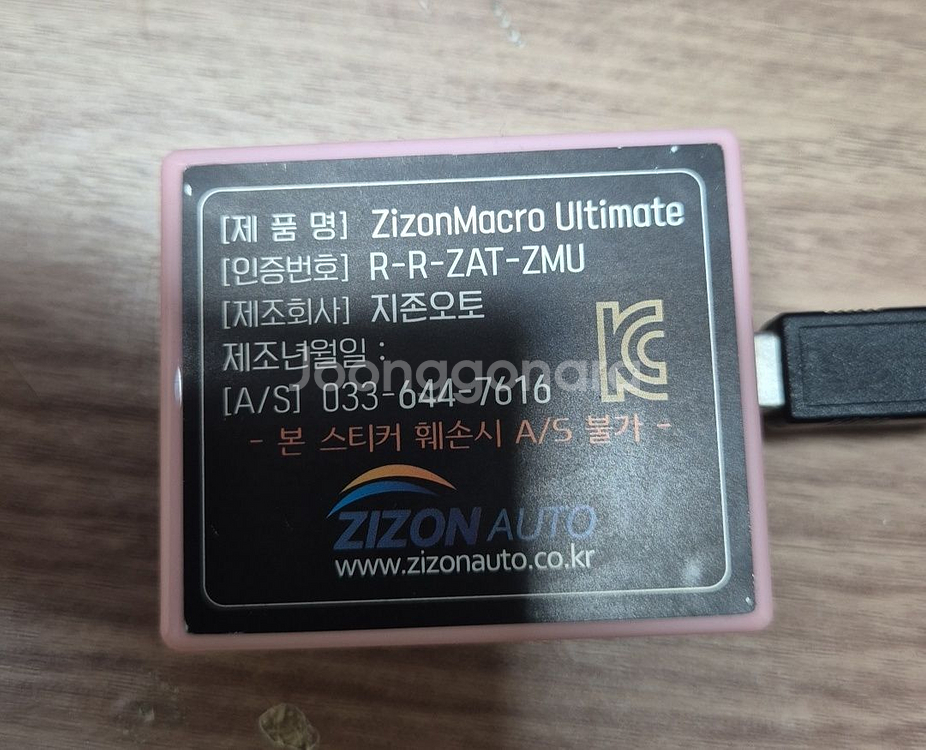 [제 품 명] ZizonMacro Ultimate
[인증번호] R-R-ZAT-ZMU
[제조회사] 지존오토
제조년월일 :
Joonggonara
[A/S] 033-644-7616
- 본 스티커 훼손시 A/S 불가 -
ZIZON AUTO
www.zizonauto.co.kr